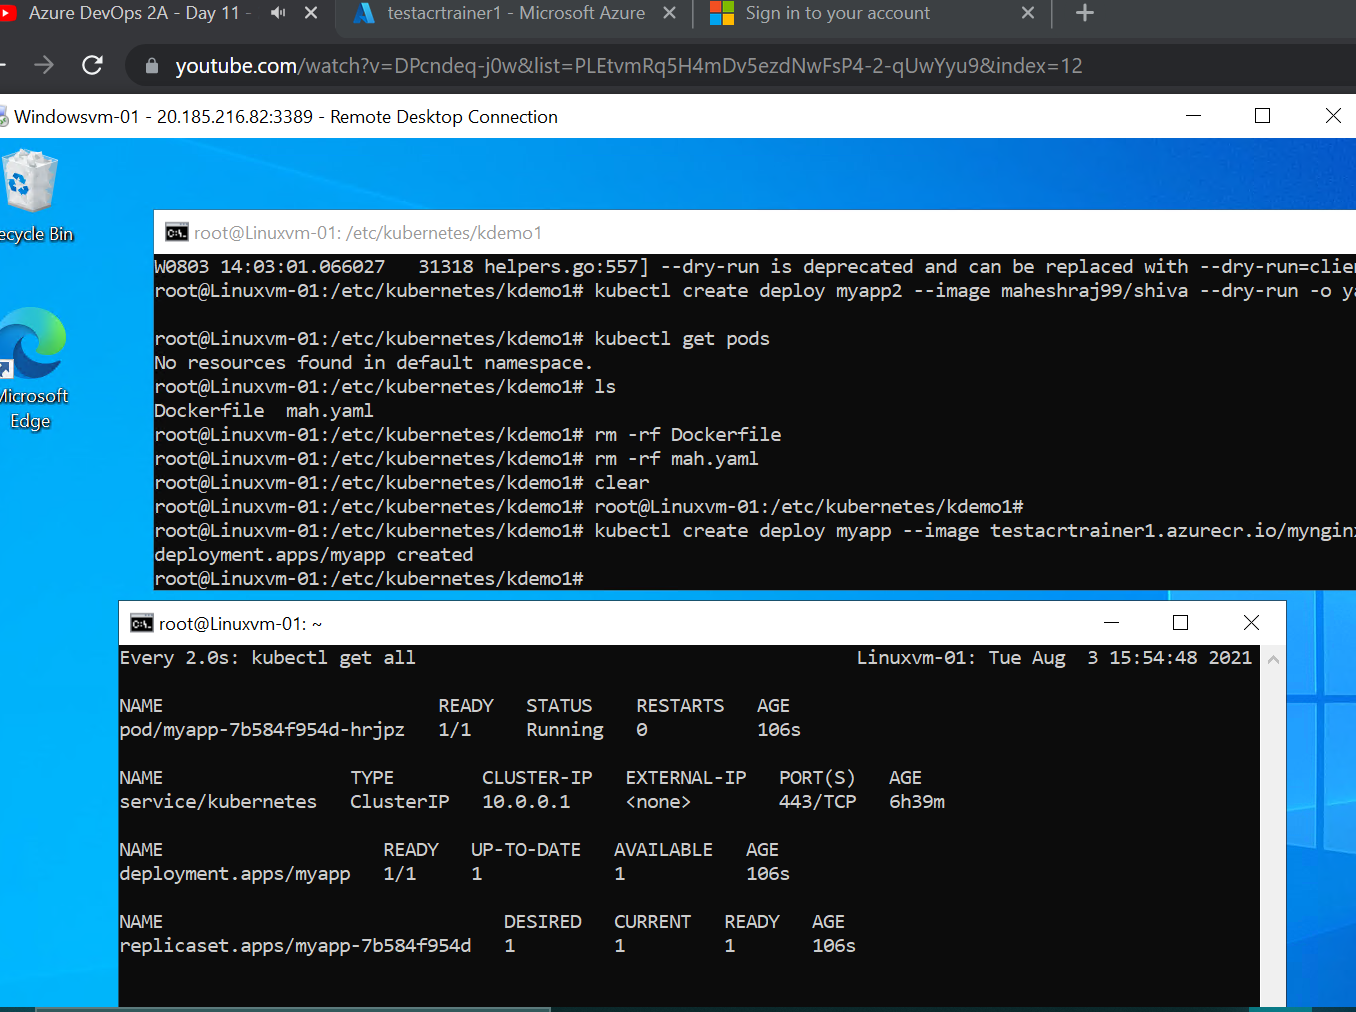 Azure DevOps 2A - Day 11 -
testacrtrainer1 - Microsoft Azure
Sign in to your account
youtube.com/watch?v=DPcndeq-j0w&list=PLEtvmRq5H4mDv5ezdNwFsP4-2-qUwYyu9&index=12
Windowsvm-01 - 20.185.216.82:3389 - Remote Desktop Connection
ecycle Bin
Microsoft
Edge
root@Linuxvm-01: /etc/kubernetes/kdemo1
W0803 14:03:01.066027   31318 helpers.go:557] --dry-run is deprecated and can be replaced with --dry-run=clie
root@Linuxvm-01:/etc/kubernetes/kdemo1# kubectl create deploy myapp2 --image maheshraj99/shiva --dry-run -o ya
root@Linuxvm-01:/etc/kubernetes/kdemo1# kubectl get pods
No resources found in default namespace.
root@Linuxvm-01:/etc/kubernetes/kdemo1# ls
Dockerfile  mah.yaml
root@Linuxvm-01:/etc/kubernetes/kdemo1# rm -rf Dockerfile
root@Linuxvm-01:/etc/kubernetes/kdemo1# rm -rf mah.yaml
root@Linuxvm-01:/etc/kubernetes/kdemo1# clear
root@Linuxvm-01:/etc/kubernetes/kdemo1# root@Linuxvm-01:/etc/kubernetes/kdemo1#
root@Linuxvm-01:/etc/kubernetes/kdemo1# kubectl create deploy myapp --image testacrtrainer1.azurecr.io/mynginx
deployment.apps/myapp created
root@Linuxvm-01:/etc/kubernetes/kdemo1#
root@Linuxvm-01: ~
Every 2.0s: kubectl get all Linuxvm-01: Tue Aug  3 15:54:48 2021
NAME READY STATUS RESTARTS AGE
pod/myapp-7b584f954d-hrjpz 1/1 Running 0 106s
NAME TYPE CLUSTER-IP EXTERNAL-IP PORT(S) AGE
service/kubernetes ClusterIP 10.0.0.1 <none> 443/TCP 6h39m
NAME READY UP-TO-DATE AVAILABLE AGE
deployment.apps/myapp 1/1 1 1 106s
NAME DESIRED CURRENT READY AGE
replicaset.apps/myapp-7b584f954d 1 1 1 106s